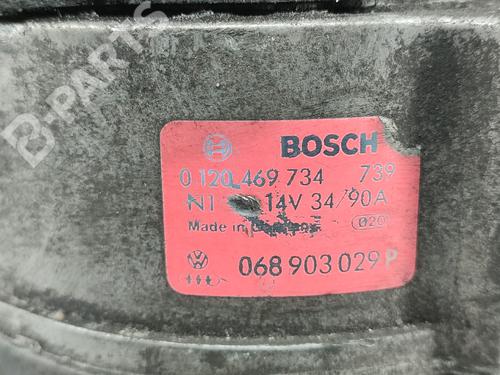 B-PARTS
BOSCH
0 120 469 734 739
N1 14V 34/90A
Made in 020
068 903 029 P